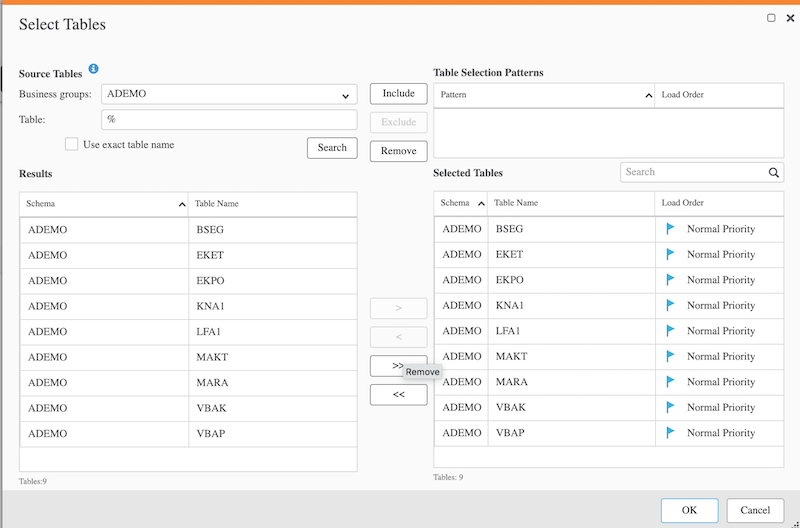 Select Tables
Source Tables
Business groups: ADEMO
Table: %
Use exact table name
Search
Include
Exclude
Remove
Table Selection Patterns
Pattern Load Order
Results
Schema Table Name
ADEMO BSEG
ADEMO EKET
ADEMO EKPO
ADEMO KNA1
ADEMO LFA1
ADEMO MAKT
ADEMO MARA
ADEMO VBAK
ADEMO VBAP
Tables:9
>
<
>>
Remove
<<
Selected Tables Search
Schema Table Name Load Order
ADEMO BSEG Normal Priority
ADEMO EKET Normal Priority
ADEMO EKPO Normal Priority
ADEMO KNA1 Normal Priority
ADEMO LFA1 Normal Priority
ADEMO MAKT Normal Priority
ADEMO MARA Normal Priority
ADEMO VBAK Normal Priority
ADEMO VBAP Normal Priority
Tables: 9
OK Cancel